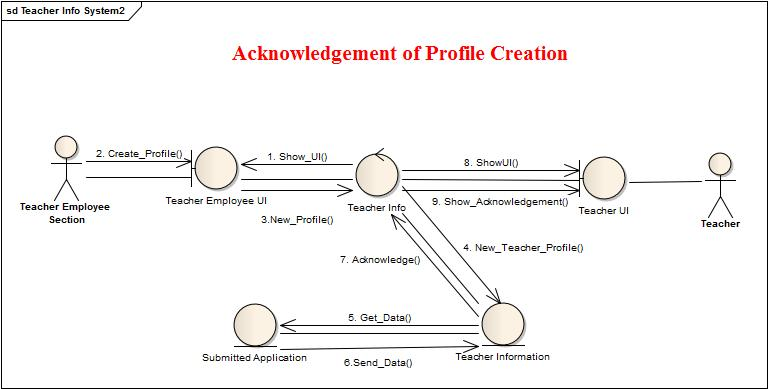 sd Teacher Info System2
Acknowledgement of Profile Creation
2. Create_Profile()
1. Show_UI()
8. ShowUI()
Teacher Employee
Section
Teacher Employee UI
3.New_Profile()
Teacher Info
9. Show_Acknowledgement()
Teacher UI
Teacher
4. New_Teacher_Profile()
7. Acknowledge()
5. Get_Data()
Submitted Application
6.Send_Data()
Teacher Information